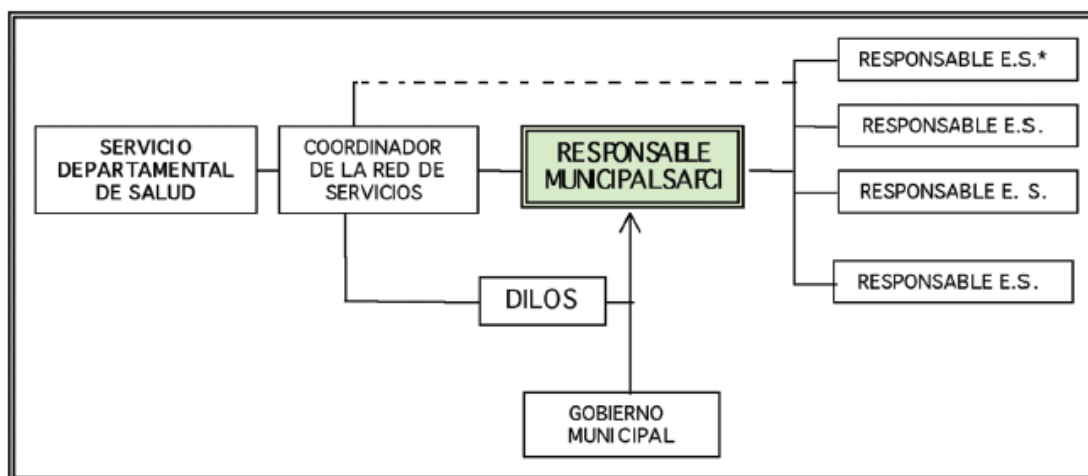 SERVICIO
DEPARTAMENTAL
DE SALUD
COORDINADOR
DE LA RED DE
SERVICIOS
RESPONSABLE
MUNICIPAL SAFCI
RESPONSABLE E.S.*
RESPONSABLE E.S.
RESPONSABLE E. S.
RESPONSABLE E.S.
DILOS
GOBIERNO
MUNICIPAL